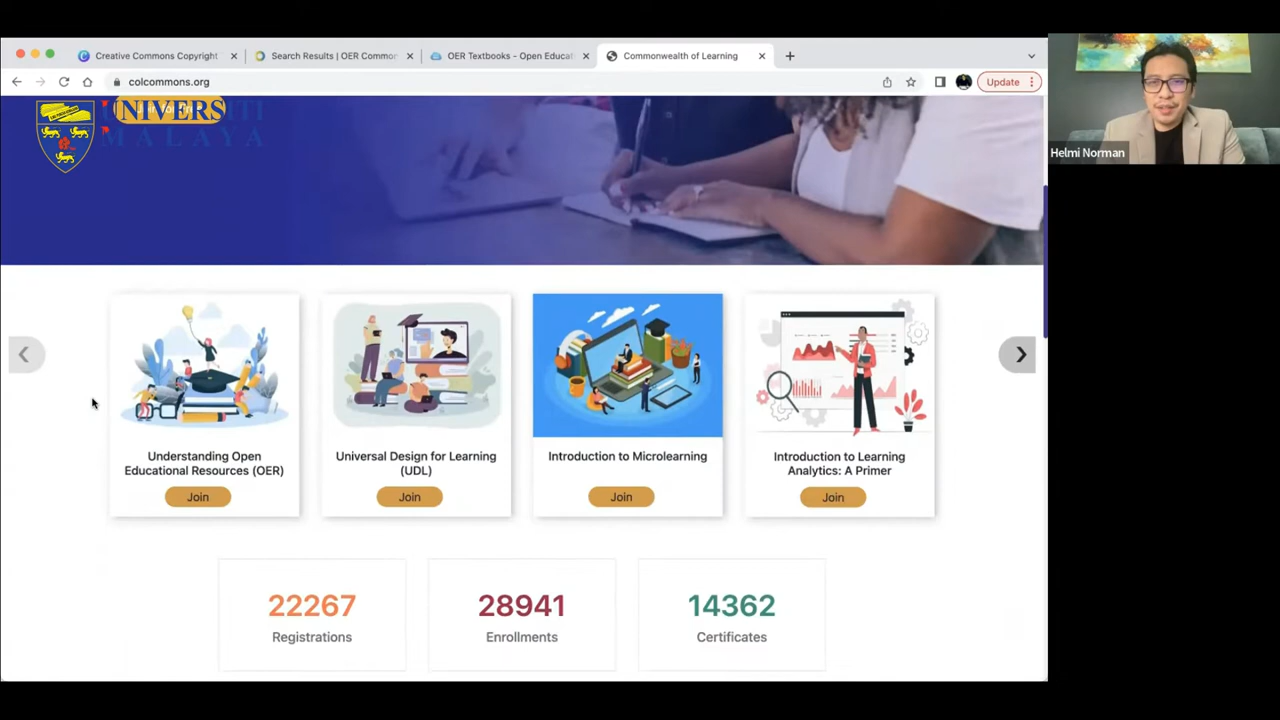 Creative Commons Copyright
Search Results | OER Common
OER Textbooks - Open Educat
Commonwealth of Learning
colcommons.org
Update
NIVERS
MALAYA
Helmi Norman
Understanding Open
Educational Resources (OER)
Join
Universal Design for Learning
(UDL)
Join
Introduction to Microlearning
Join
Introduction to Learning
Analytics: A Primer
Join
22267
Registrations
28941
Enrollments
14362
Certificates